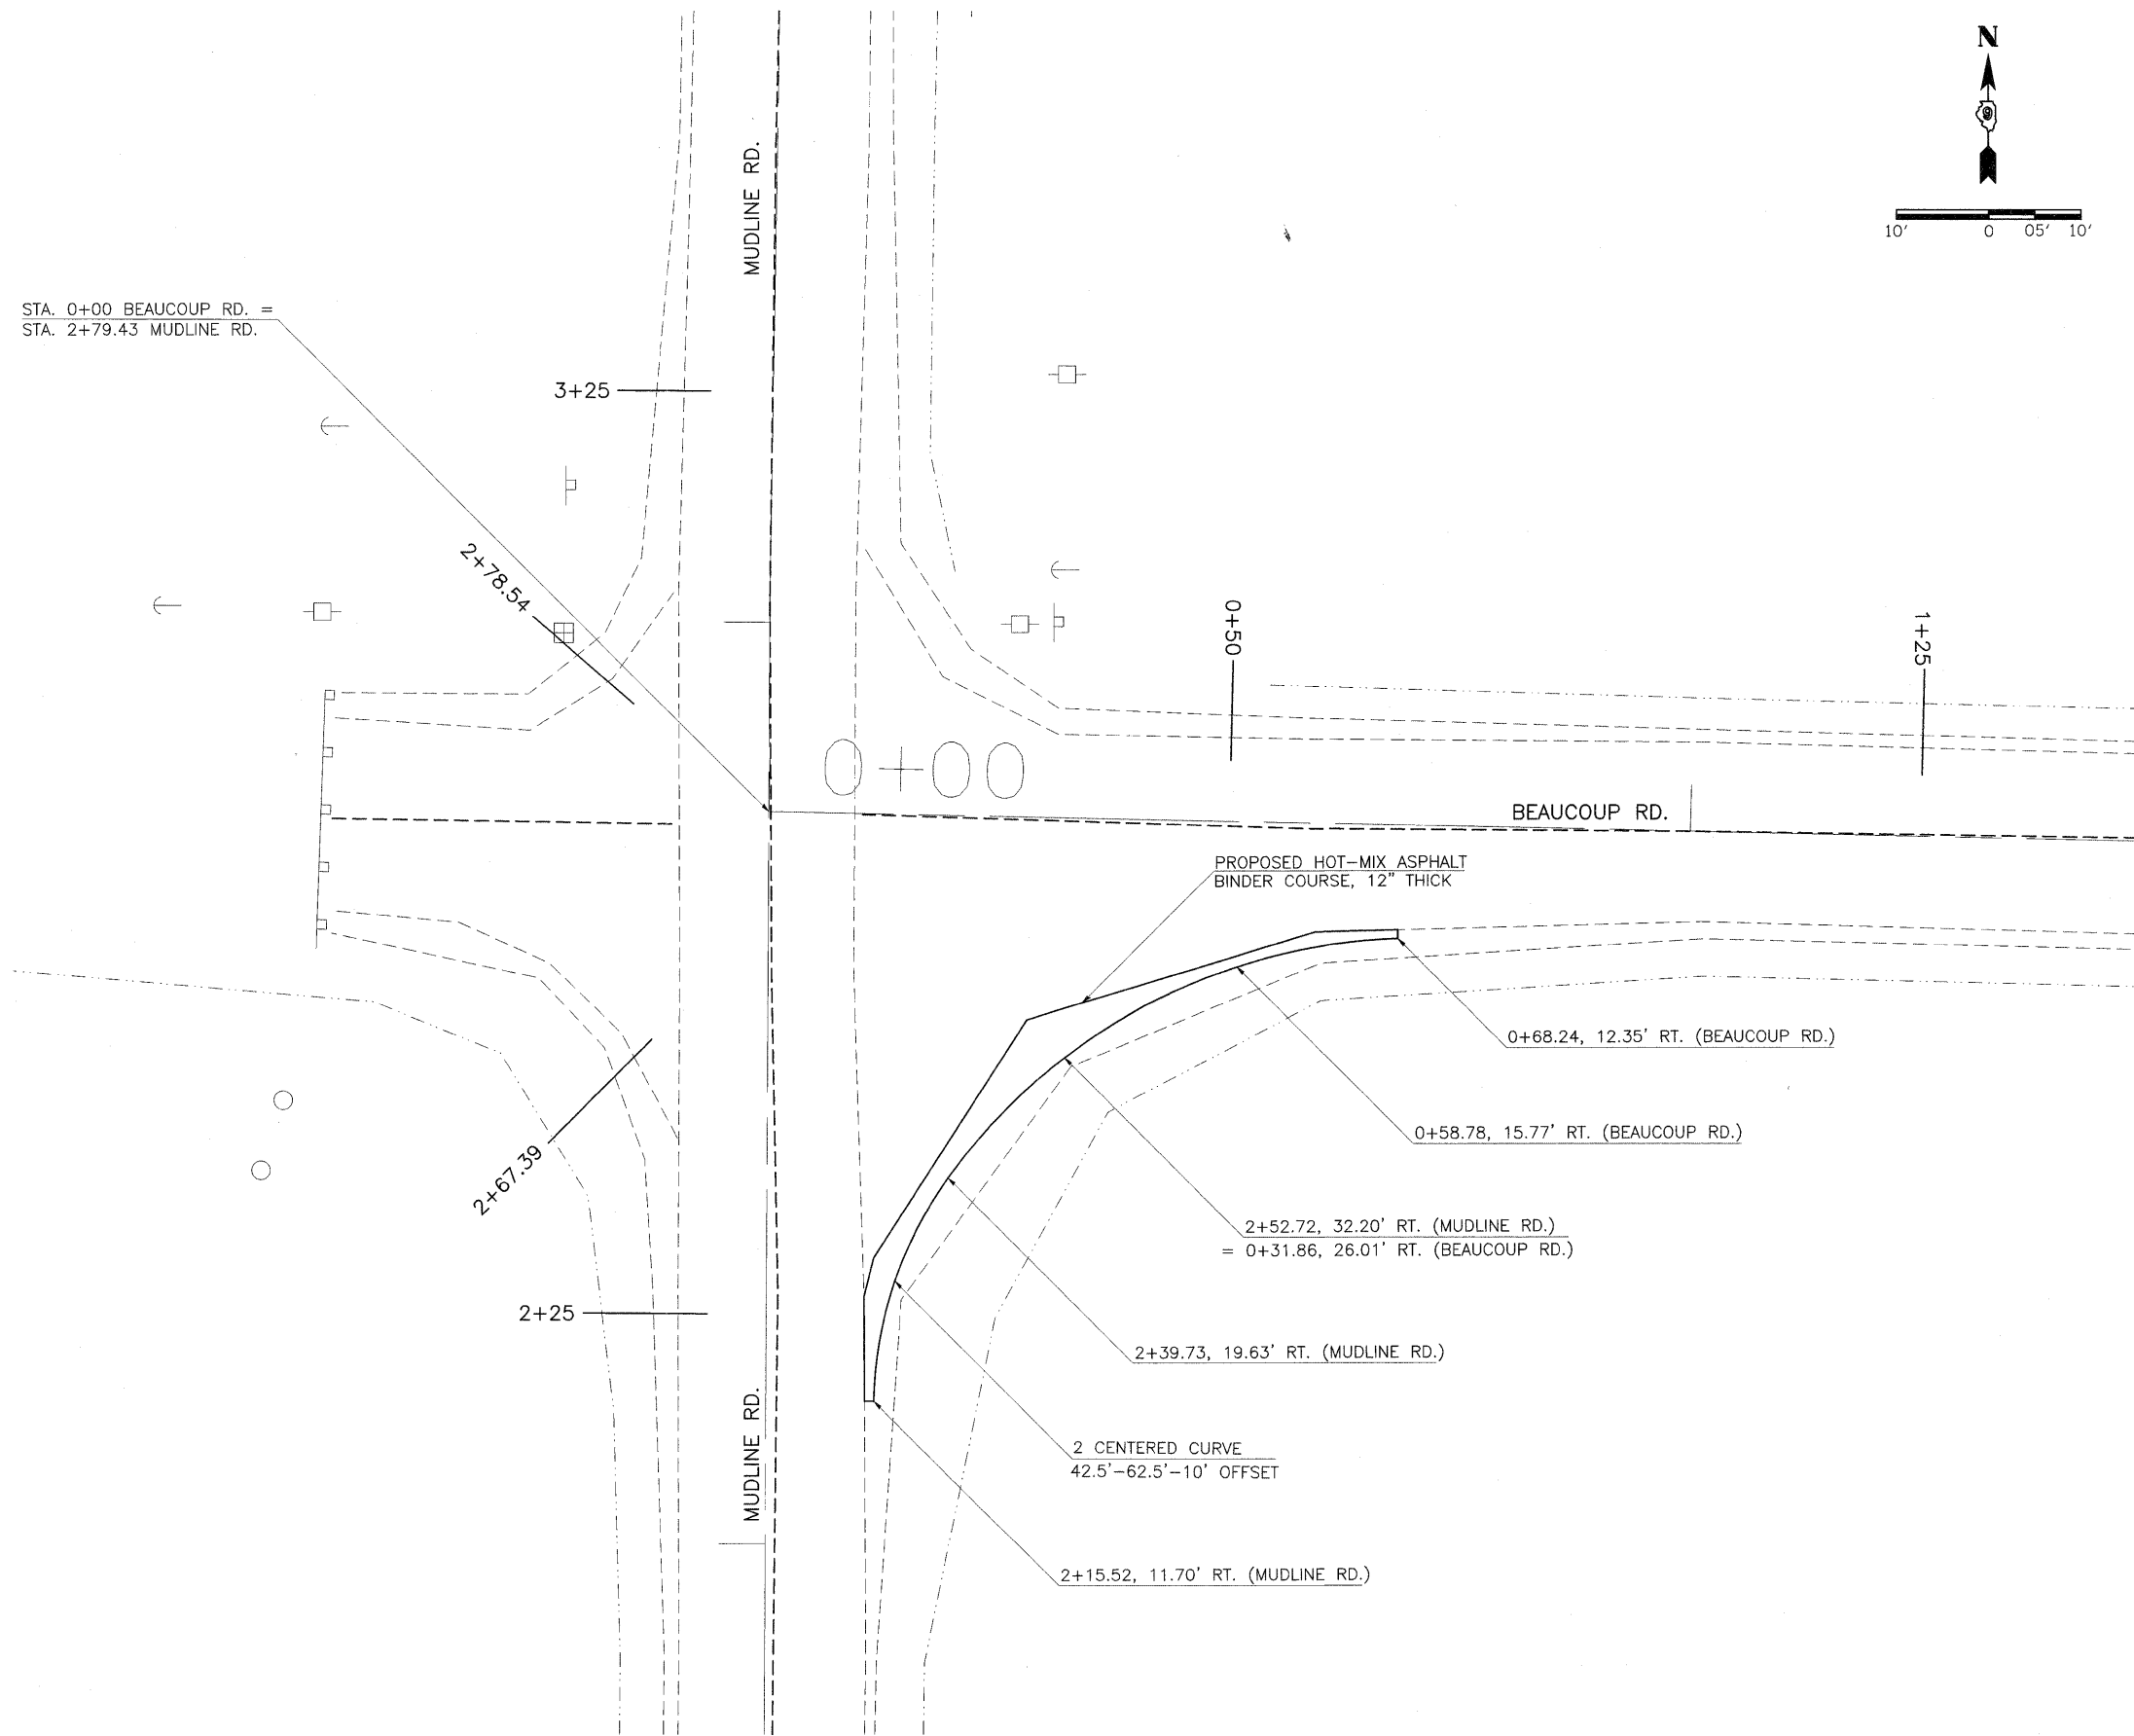 N
9
10' 0 05' 10'
MUDLINE RD.
STA. 0+00 BEAUCOUP RD. =
STA. 2+79.43 MUDLINE RD.
3+25
2+78.54
0+50
1+25
0+00
BEAUCOUP RD.
PROPOSED HOT-MIX ASPHALT
BINDER COURSE, 12" THICK
0+68.24, 12.35' RT. (BEAUCOUP RD.)
0+58.78, 15.77' RT. (BEAUCOUP RD.)
2+67.39
2+52.72, 32.20' RT. (MUDLINE RD.)
= 0+31.86, 26.01' RT. (BEAUCOUP RD.)
2+25
2+39.73, 19.63' RT. (MUDLINE RD.)
MUDLINE RD.
2 CENTERED CURVE
42.5'-62.5'-10' OFFSET
2+15.52, 11.70' RT. (MUDLINE RD.)